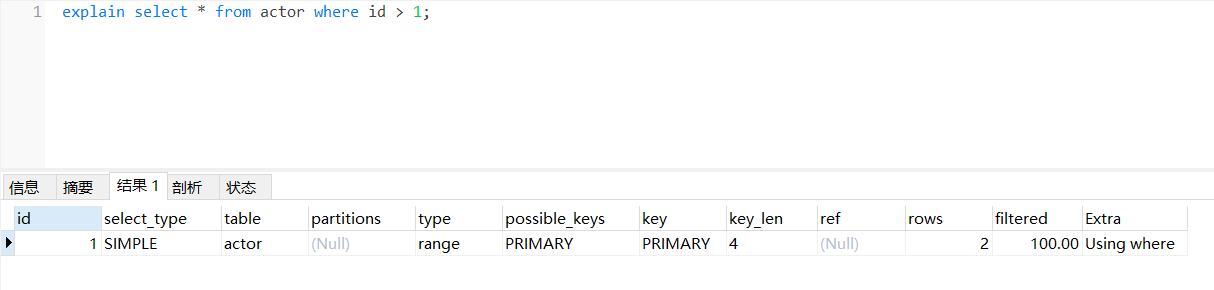 1 explain select * from actor where id > 1;
信息 摘要 结果 1 剖析 状态
id select_type table partitions type possible_keys key key_len ref rows filtered Extra
1 SIMPLE actor (Null) range PRIMARY PRIMARY 4 (Null) 2 100.00 Using where